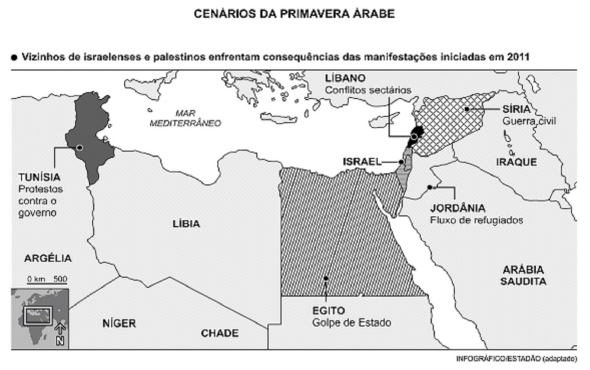 CENÁRIOS DA PRIMAVERA ÁRABE
● Vizinhos de israelenses e palestinos enfrentam consequências das manifestações iniciadas em 2011
LÍBANO
Conflitos sectários
MAR
MEDITERRÂNEO
SÍRIA
Guerra civil
ISRAEL
IRAQUE
TUNÍSIA
Protestos
contra o
governo
JORDÂNIA
Fluxo de refugiados
LÍBIA
ARGÉLIA
0 km 500
ARÁBIA
SAUDITA
EGITO
Golpe de Estado
NÍGER
CHADE
N
INFOGRÁFICO/ESTADÃO (adaptado)